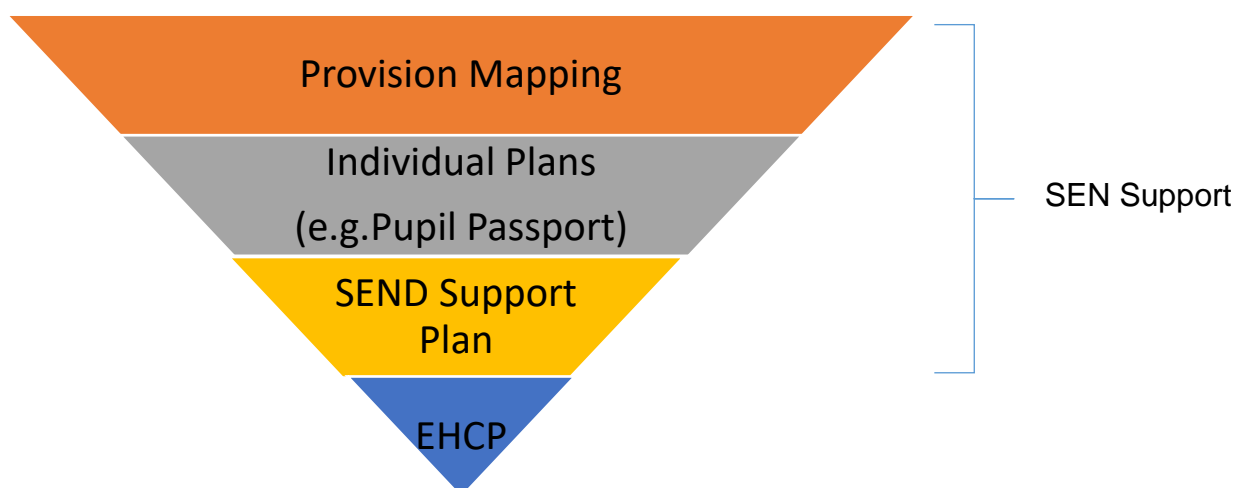 Provision Mapping
Individual Plans
(e.g.Pupil Passport)
SEN Support
SEND Support
Plan
EHCP